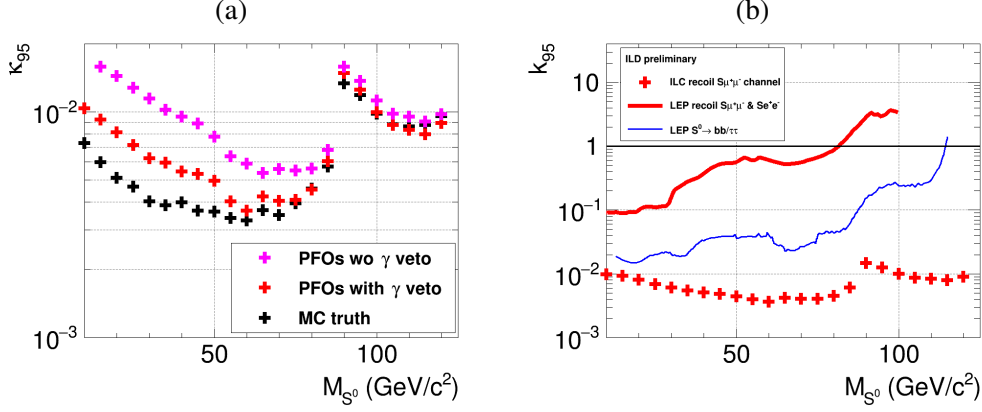 (a)
κ95
10⁻²
10⁻³
PFOs wo γ veto
PFOs with γ veto
MC truth
50
100
M_S⁰ (GeV/c²)
(b)
k95
10
1
10⁻¹
10⁻²
10⁻³
ILD preliminary
ILC recoil Sμ⁺μ⁻ channel
LEP recoil Sμ⁺μ⁻ & Se⁺e⁻
LEP S⁰→ bb/ττ
50
100
M_S⁰ (GeV/c²)